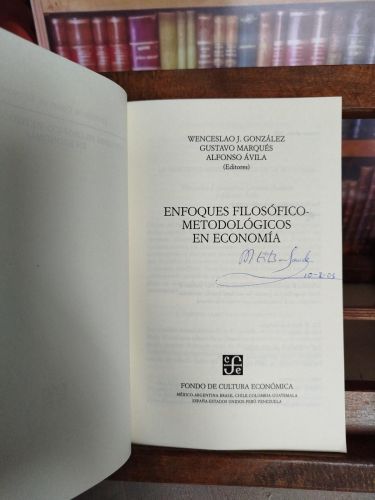 WENCESLAO J. GONZÁLEZ
GUSTAVO MARQUÉS
ALFONSO ÁVILA
(Editores)
ENFOQUES FILOSÓFICO-
METODOLÓGICOS
EN ECONOMÍA
FONDO DE CULTURA ECONÓMICA
MÉXICO-ARGENTINA-BRASIL-CHILE-COLOMBIA-GUATEMALA
ESPAÑA-ESTADOS UNIDOS-PERÚ-VENEZUELA